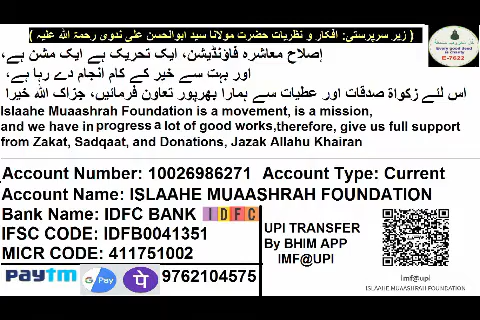 ( زیر سرپرستی: افکار و نظریات حضرت مولانا سید ابوالحسن علی ندوی رحمۃ اللہ علیہ )
E-7622
إصلاح معاشرہ فاؤنڈیشن، ایک تحریک ہے ایک مشن ہے،
اور بہت سے خیر کے کام انجام دے رہا ہے،
اس لئے زکواۃ صدقات اور عطیات سے ہمارا بھرپور تعاون فرمائیں، جزاک اللہ خیرا
Islaahe Muaashrah Foundation is a movement, is a mission,
and we have in progress a lot of good works,therefore, give us full support
from Zakat, Sadqaat, and Donations, Jazak Allahu Khairan
Account Number: 10026986271 Account Type: Current
Account Name: ISLAAHE MUAASHRAH FOUNDATION
Bank Name: IDFC BANK IDFC
IFSC CODE: IDFB0041351
MICR CODE: 411751002
UPI TRANSFER
By BHIM APP
IMF@UPI
imf@upi
ISLAAHE MUAASHRAH FOUNDATION
paytm G Pay 9762104575